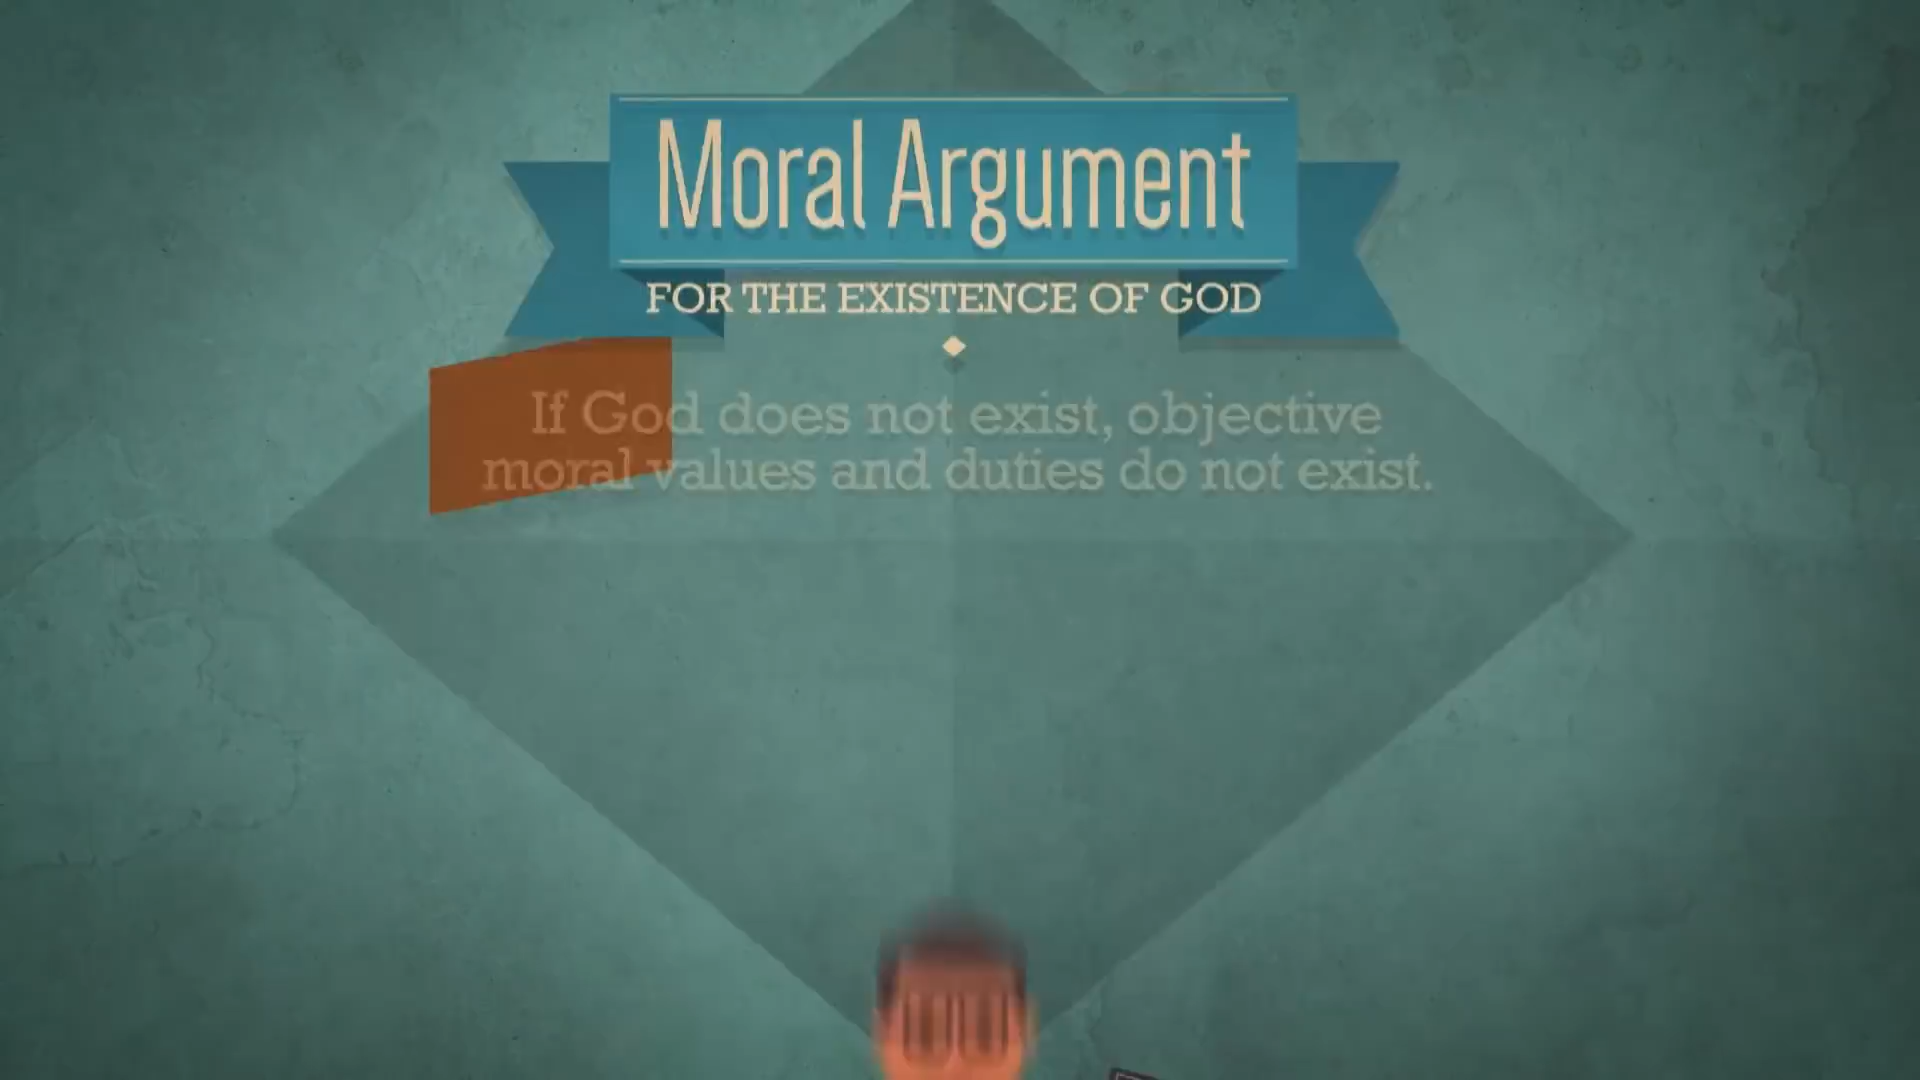 Moral Argument
FOR THE EXISTENCE OF GOD
If God does not exist, objective
moral values and duties do not exist.